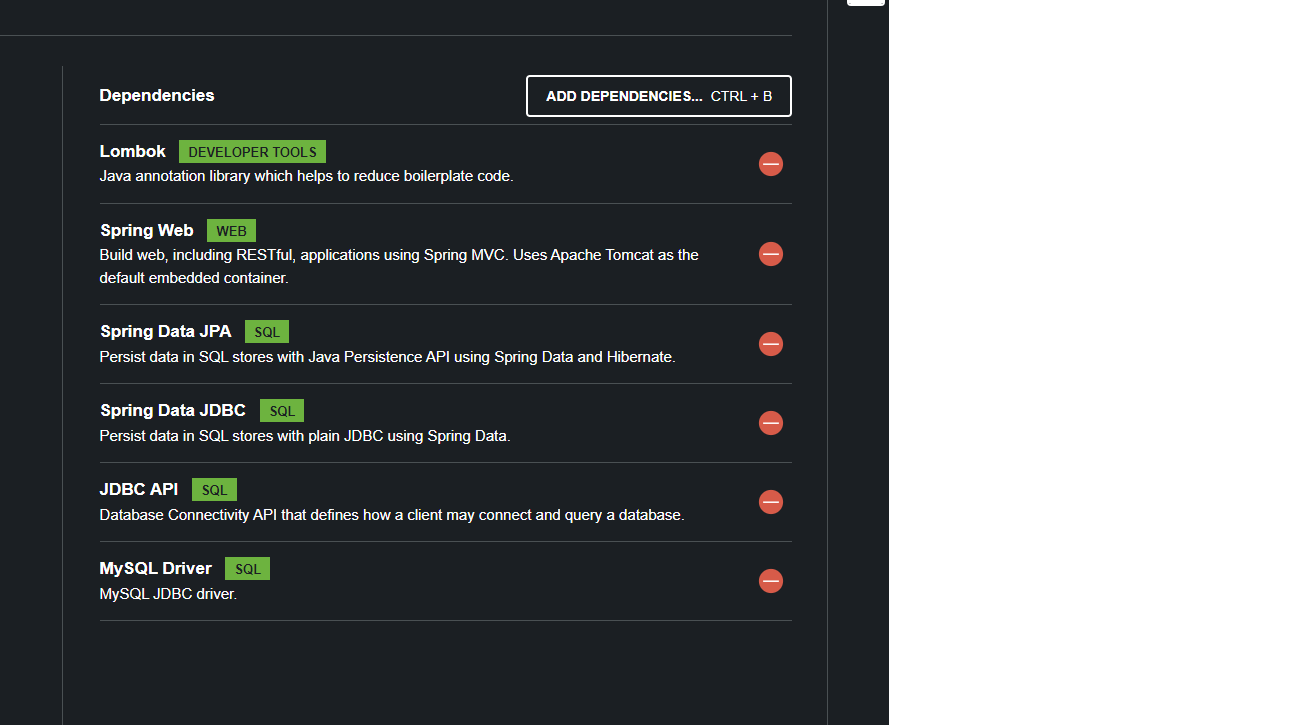 Dependencies
ADD DEPENDENCIES... CTRL + B
Lombok DEVELOPER TOOLS
Java annotation library which helps to reduce boilerplate code.
Spring Web WEB
Build web, including RESTful, applications using Spring MVC. Uses Apache Tomcat as the
default embedded container.
Spring Data JPA SQL
Persist data in SQL stores with Java Persistence API using Spring Data and Hibernate.
Spring Data JDBC SQL
Persist data in SQL stores with plain JDBC using Spring Data.
JDBC API SQL
Database Connectivity API that defines how a client may connect and query a database.
MySQL Driver SQL
MySQL JDBC driver.